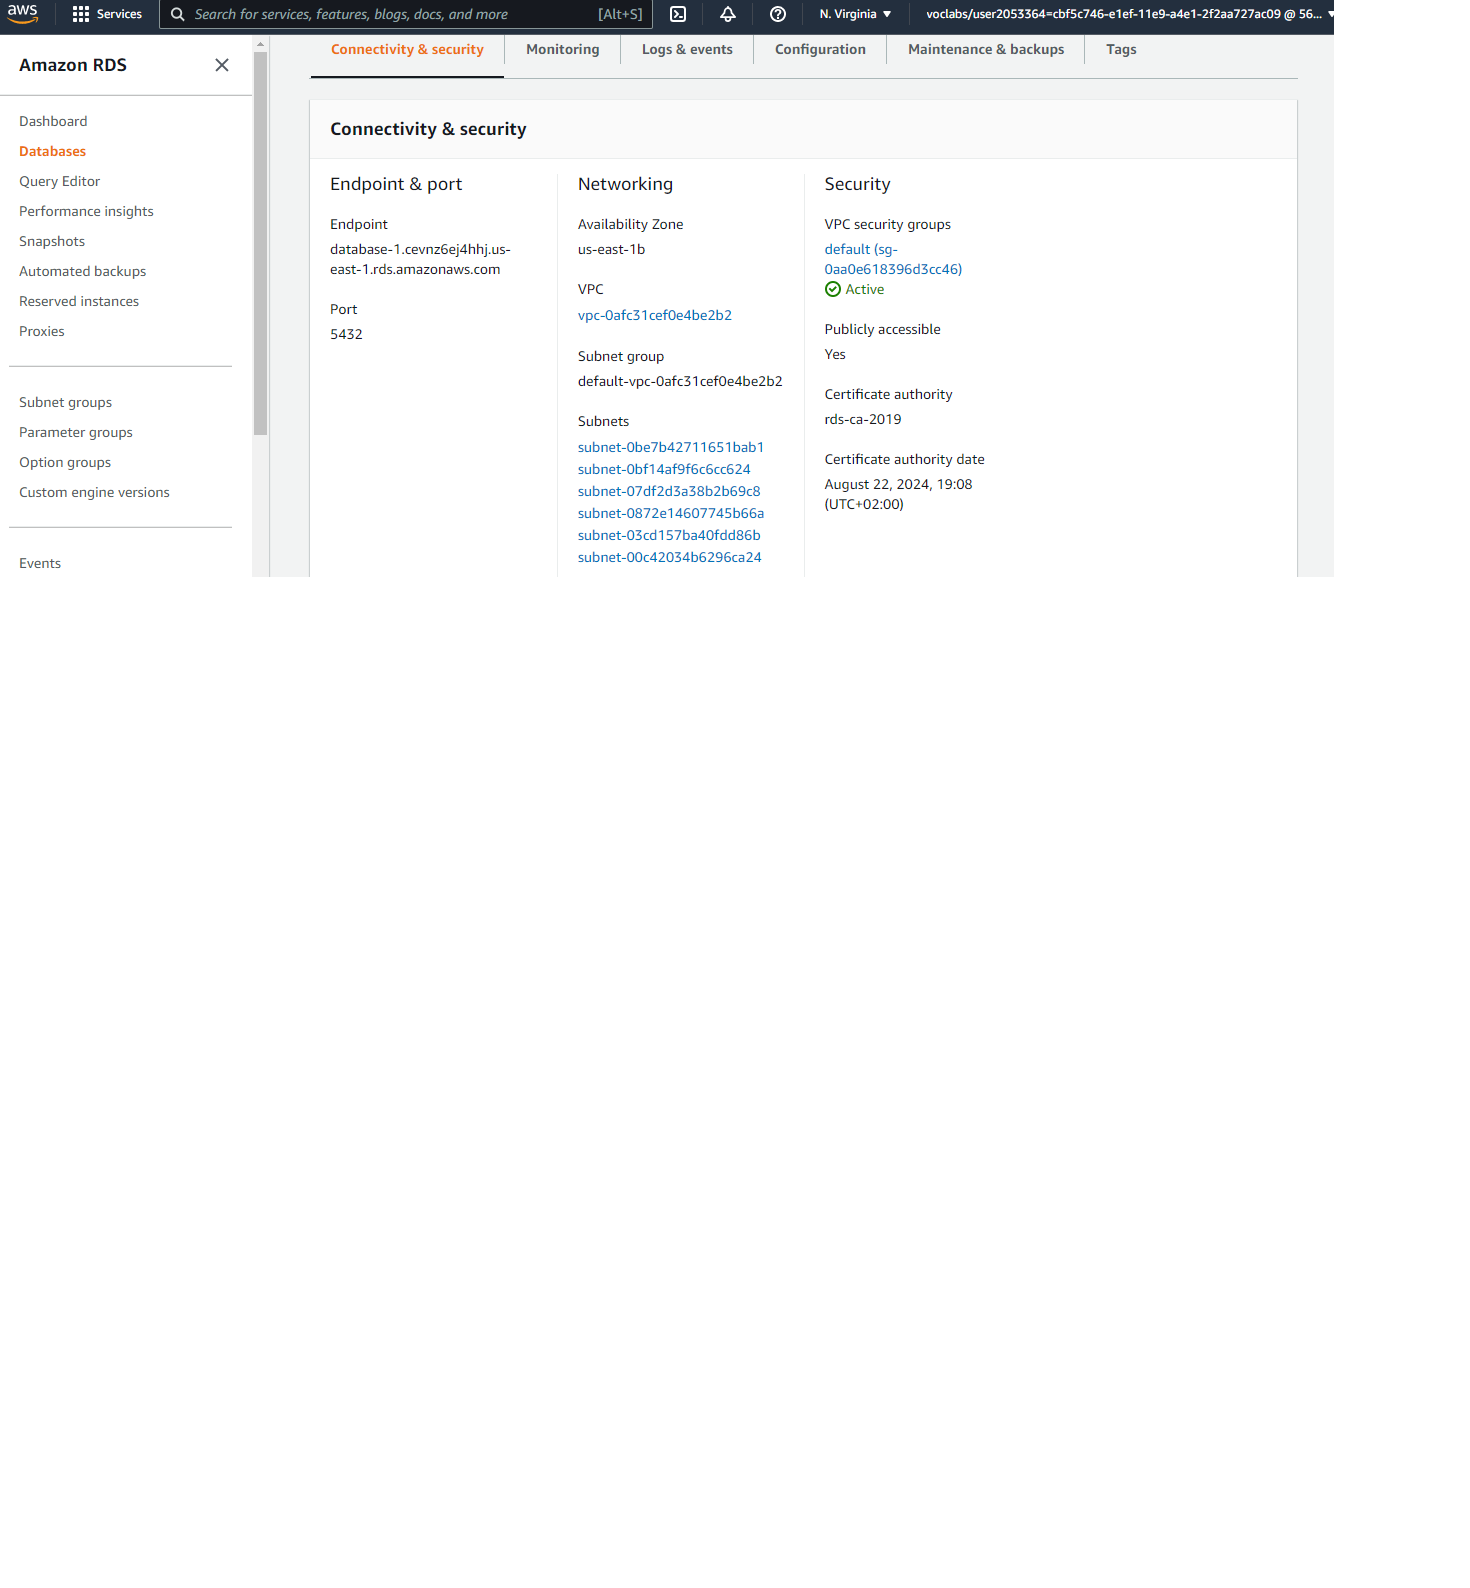 aws
Services
Search for services, features, blogs, docs, and more
[Alt+S]
N. Virginia
voclabs/user2053364=cbf5c746-e1ef-11e9-a4e1-2f2aa727ac09 @ 56...
Amazon RDS
Dashboard
Databases
Query Editor
Performance insights
Snapshots
Automated backups
Reserved instances
Proxies
Subnet groups
Parameter groups
Option groups
Custom engine versions
Events
Connectivity & security
Monitoring
Logs & events
Configuration
Maintenance & backups
Tags
Connectivity & security
Endpoint & port
Endpoint
database-1.cevnz6ej4hhj.us-
east-1.rds.amazonaws.com
Port
5432
Networking
Availability Zone
us-east-1b
VPC
vpc-0afc31cef0e4be2b2
Subnet group
default-vpc-0afc31cef0e4be2b2
Subnets
subnet-0be7b42711651bab1
subnet-0bf14af9f6c6cc624
subnet-07df2d3a38b2b69c8
subnet-0872e14607745b66a
subnet-03cd157ba40fdd86b
subnet-00c42034b6296ca24
Security
VPC security groups
default (sg-
0aa0e618396d3cc46)
Active
Publicly accessible
Yes
Certificate authority
rds-ca-2019
Certificate authority date
August 22, 2024, 19:08
(UTC+02:00)